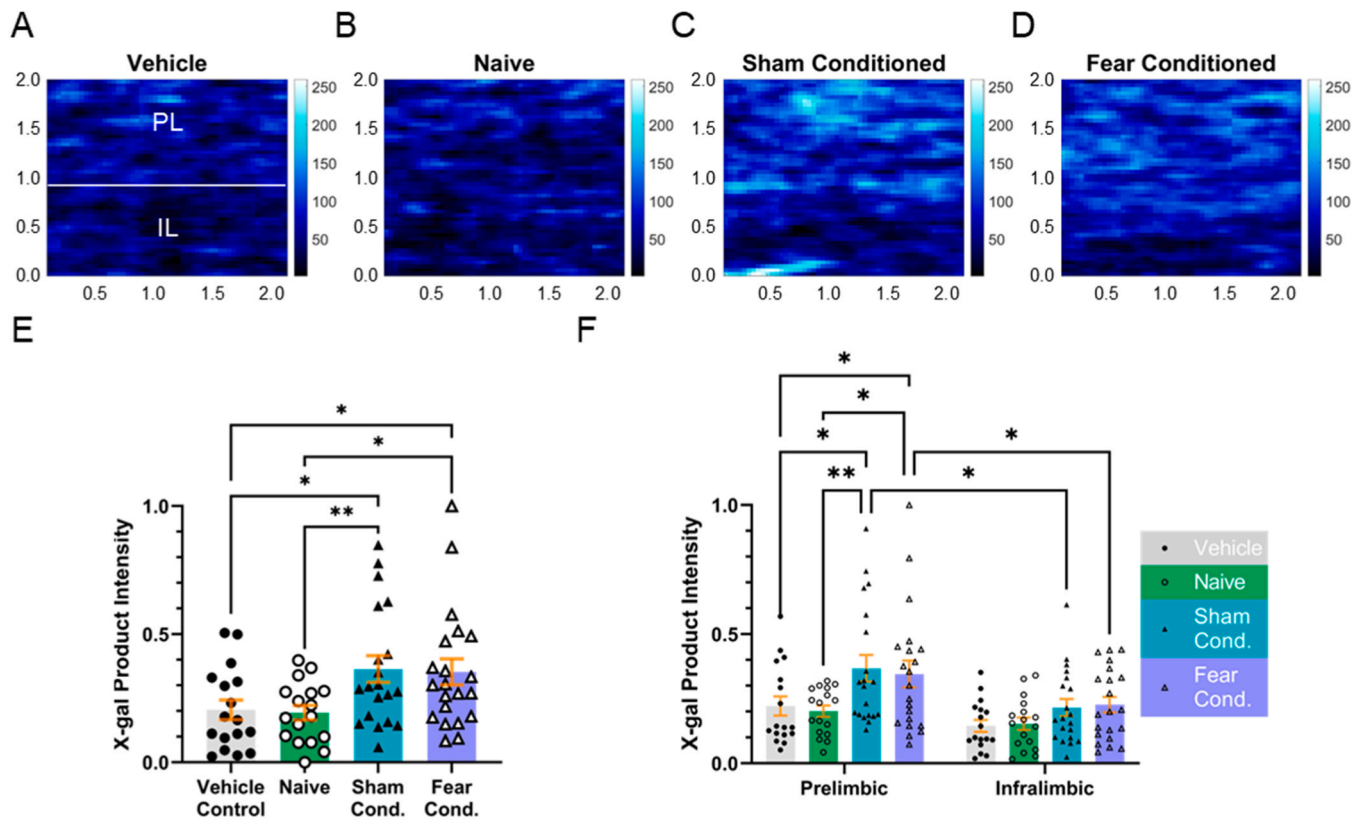 A
B
C
D
Vehicle
Naive
Sham Conditioned
Fear Conditioned
2.0
1.5
1.0
0.5
0.0
PL
IL
0.5 1.0 1.5 2.0
250
200
150
100
50
2.0
1.5
1.0
0.5
0.0
0.5 1.0 1.5 2.0
250
200
150
100
50
2.0
1.5
1.0
0.5
0.0
0.5 1.0 1.5 2.0
250
200
150
100
50
2.0
1.5
1.0
0.5
0.0
0.5 1.0 1.5 2.0
250
200
150
100
50
E
*
*
*
**
X-gal Product Intensity
1.0
0.5
0.0
Vehicle
Control
Naive
Sham
Cond.
Fear
Cond.
F
*
*
*
*
**
*
X-gal Product Intensity
1.0
0.5
0.0
Prelimbic
Infralimbic
Vehicle
Naive
Sham
Cond.
Fear
Cond.